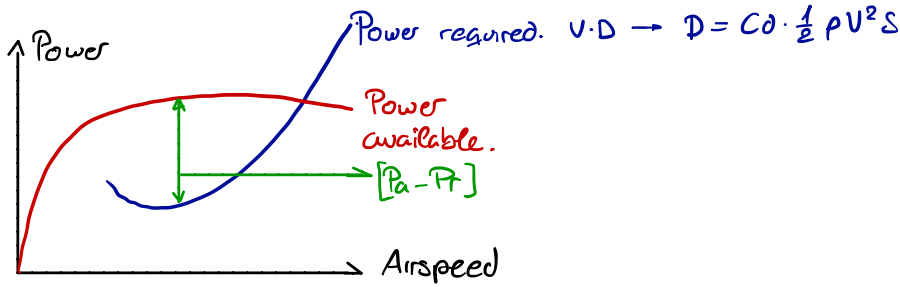 Power required. V.D → D = Cd · 1/2 ρV²S
Power
Power
available.
[Pa-Pr]
Airspeed